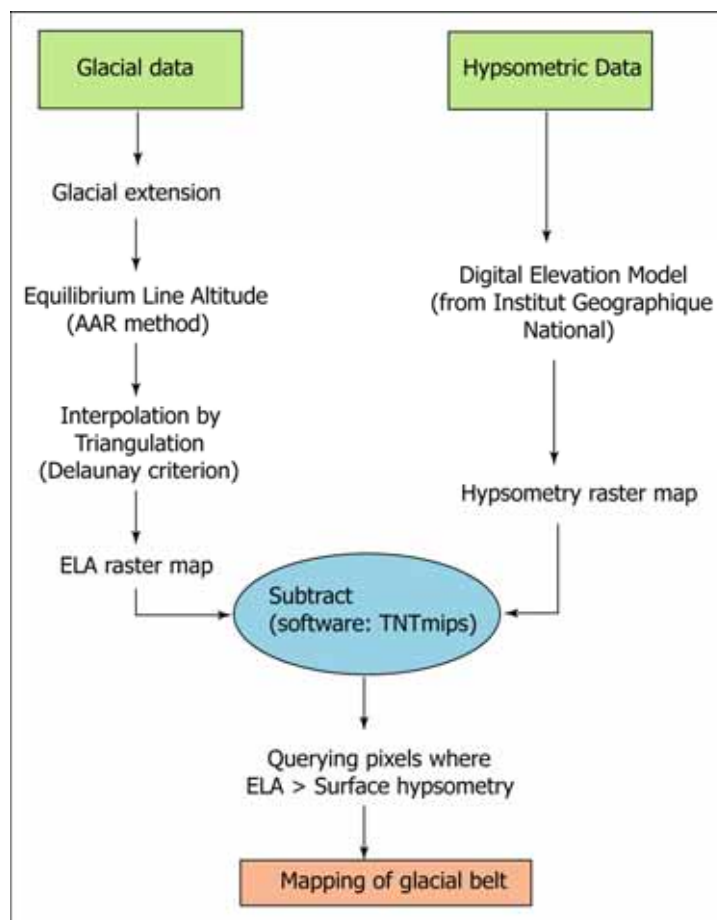 Glacial data
Hypsometric Data
Glacial extension
Equilibrium Line Altitude
(AAR method)
Digital Elevation Model
(from Institut Geographique
National)
Interpolation by
Triangulation
(Delaunay criterion)
Hypsometry raster map
ELA raster map
Subtract
(software: TNTmips)
Querying pixels where
ELA > Surface hypsometry
Mapping of glacial belt